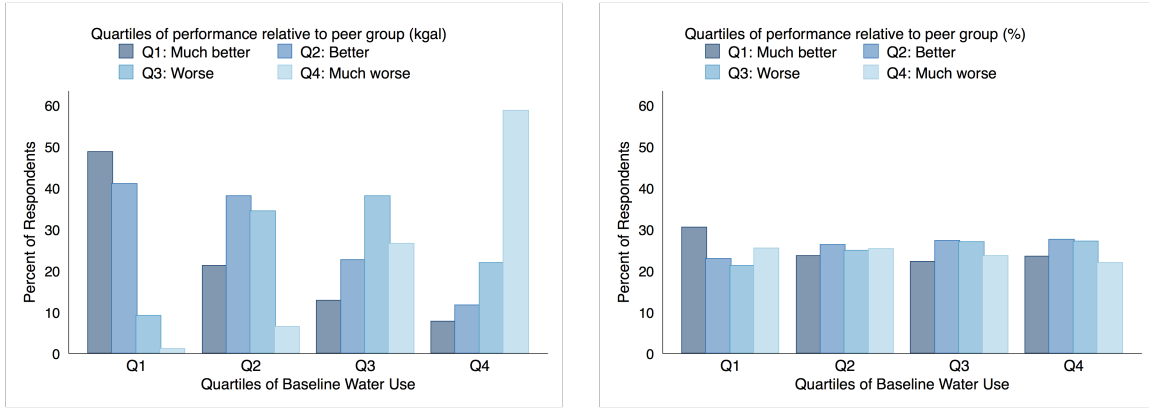 Quartiles of performance relative to peer group (kgal)
Q1: Much better Q2: Better
Q3: Worse Q4: Much worse
60
50
40
30
20
10
0
Percent of Respondents
Q1 Q2 Q3 Q4
Quartiles of Baseline Water Use
Quartiles of performance relative to peer group (%)
Q1: Much better Q2: Better
Q3: Worse Q4: Much worse
60
50
40
30
20
10
0
Percent of Respondents
Q1 Q2 Q3 Q4
Quartiles of Baseline Water Use